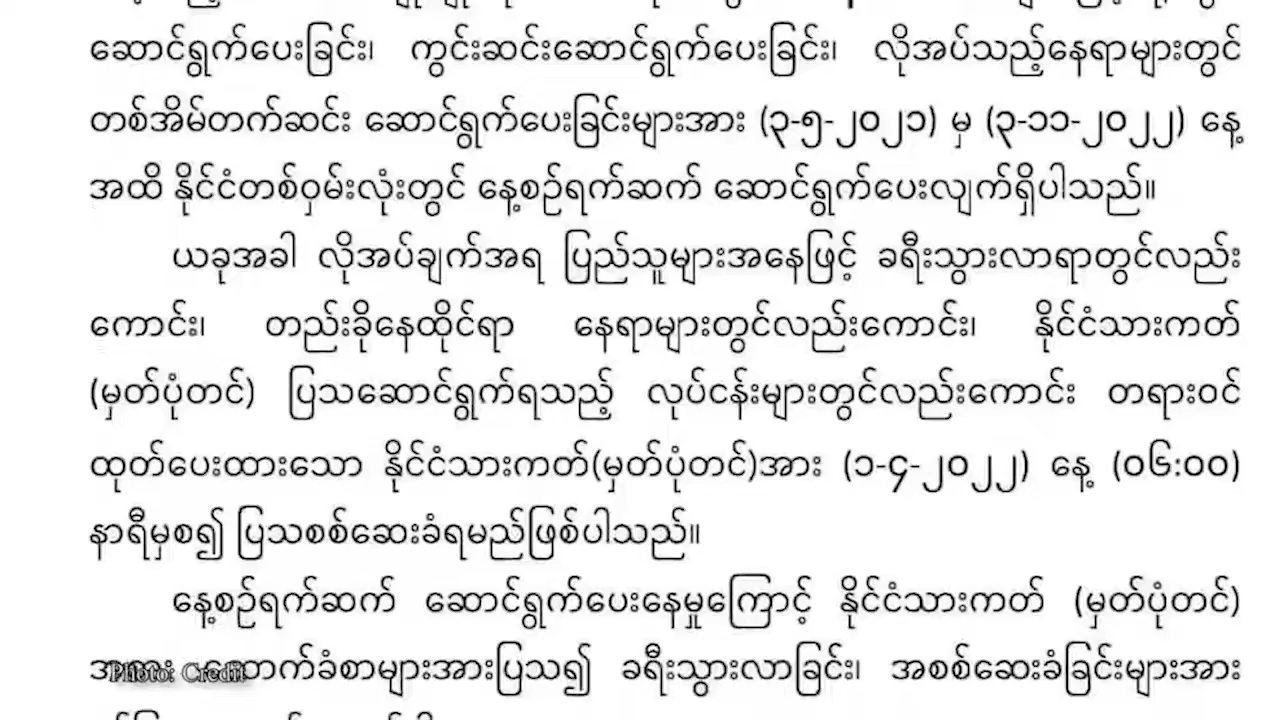 ဆောင်ရွက်ပေးခြင်း၊ ကွင်းဆင်းဆောင်ရွက်ပေးခြင်း၊ လိုအပ်သည့်နေရာများတွင်
တစ်အိမ်တက်ဆင်း ဆောင်ရွက်ပေးခြင်းများအား (၃-၅-၂၀၂၁) မှ (၃-၁၁-၂၀၂၂) နေ့
အထိ နိုင်ငံတစ်ဝှမ်းလုံးတွင် နေ့စဉ်ရက်ဆက် ဆောင်ရွက်ပေးလျက်ရှိပါသည်။
ယခုအခါ လိုအပ်ချက်အရ ပြည်သူများအနေဖြင့် ခရီးသွားလာရာတွင်လည်း
ကောင်း၊ တည်းခိုနေထိုင်ရာ နေရာများတွင်လည်းကောင်း၊ နိုင်ငံသားကတ်
(မှတ်ပုံတင်) ပြသဆောင်ရွက်ရသည့် လုပ်ငန်းများတွင်လည်းကောင်း တရားဝင်
ထုတ်ပေးထားသော နိုင်ငံသားကတ်(မှတ်ပုံတင်)အား (၁-၄-၂၀၂၂) နေ့ (၀၆:၀၀)
နာရီမှစ၍ ပြသစစ်ဆေးခံရမည်ဖြစ်ပါသည်။
နေ့စဉ်ရက်ဆက် ဆောင်ရွက်ပေးနေမှုကြောင့် နိုင်ငံသားကတ် (မှတ်ပုံတင်)
ထောက်ခံစာများအားပြသ၍ ခရီးသွားလာခြင်း၊ အစစ်ဆေးခံခြင်းများအား
Photo: Credit